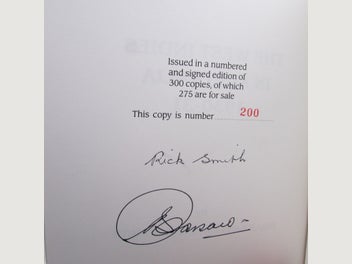 Issued in a numbered
and signed edition of
300 copies, of which
275 are for sale
This copy is number 200
Rick Smith